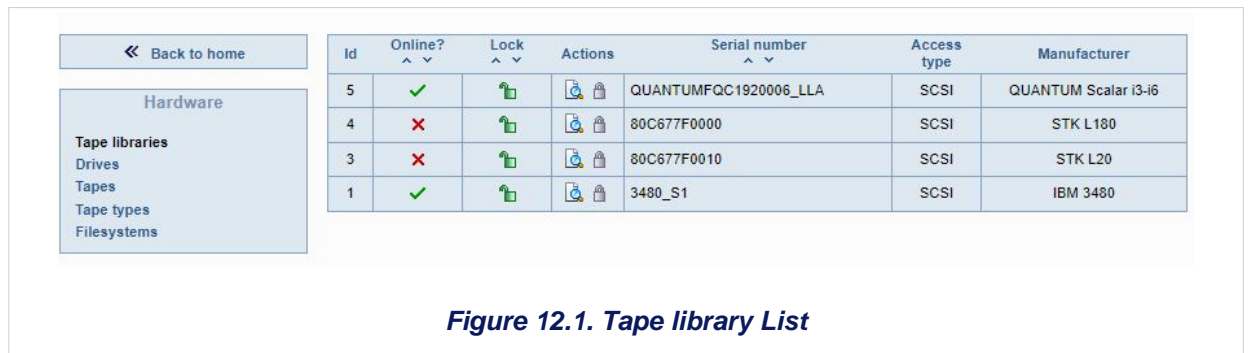 Back to home
Hardware
Tape libraries
Drives
Tapes
Tape types
Filesystems
Id Online? Lock Actions Serial number Access type Manufacturer
5 QUANTUMFQC1920006_LLA SCSI QUANTUM Scalar i3-i6
4 80C677F0000 SCSI STK L180
3 80C677F0010 SCSI STK L20
1 3480_S1 SCSI IBM 3480
Figure 12.1. Tape library List